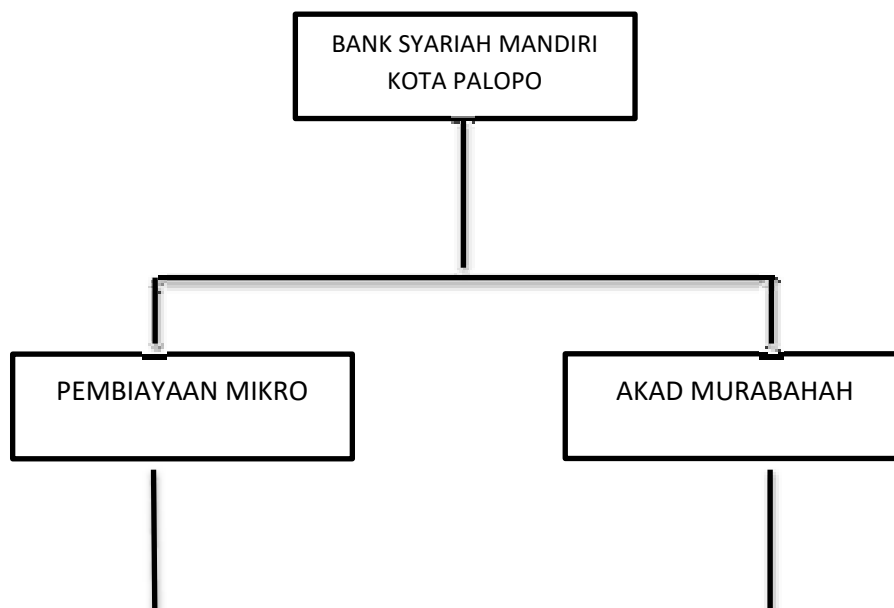 BANK SYARIAH MANDIRI
KOTA PALOPO
PEMBIAYAAN MIKRO
AKAD MURABAHAH